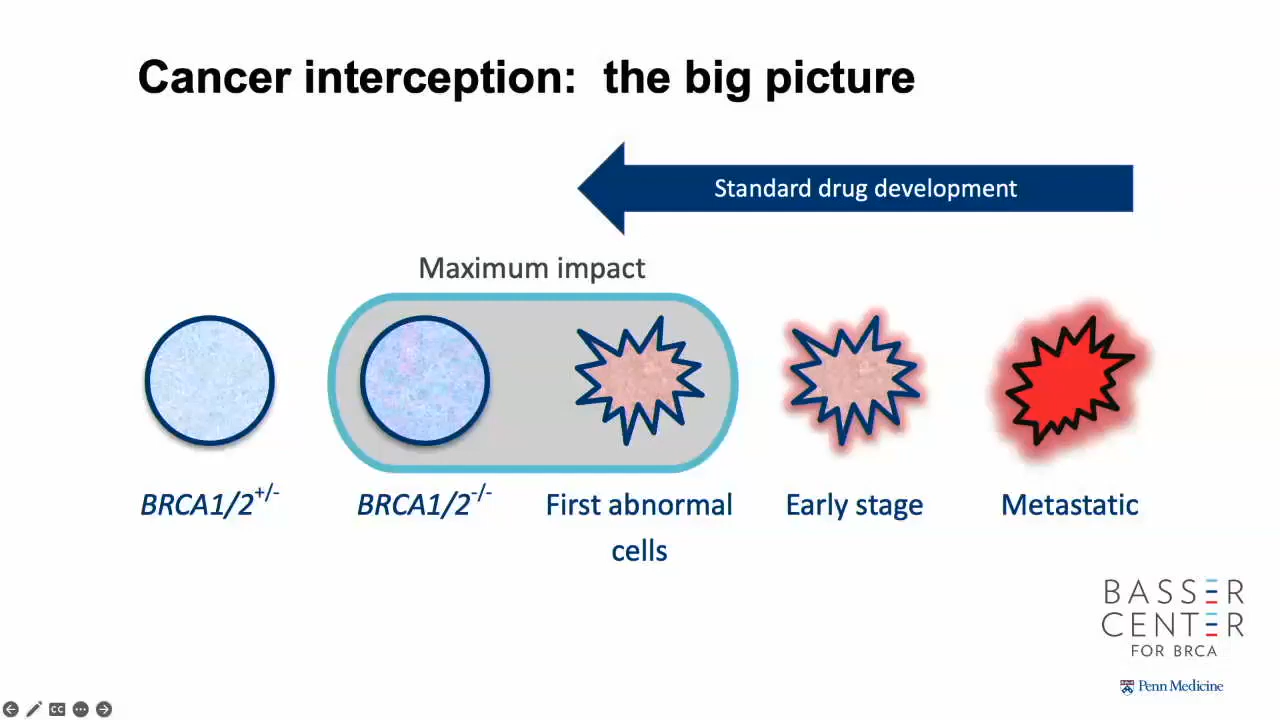 Cancer interception:  the big picture
Standard drug development
Maximum impact
BRCA1/2+/-
BRCA1/2-/-
First abnormal
cells
Early stage
Metastatic
BASSER
CENTER
FOR BRCA
Penn Medicine
CC